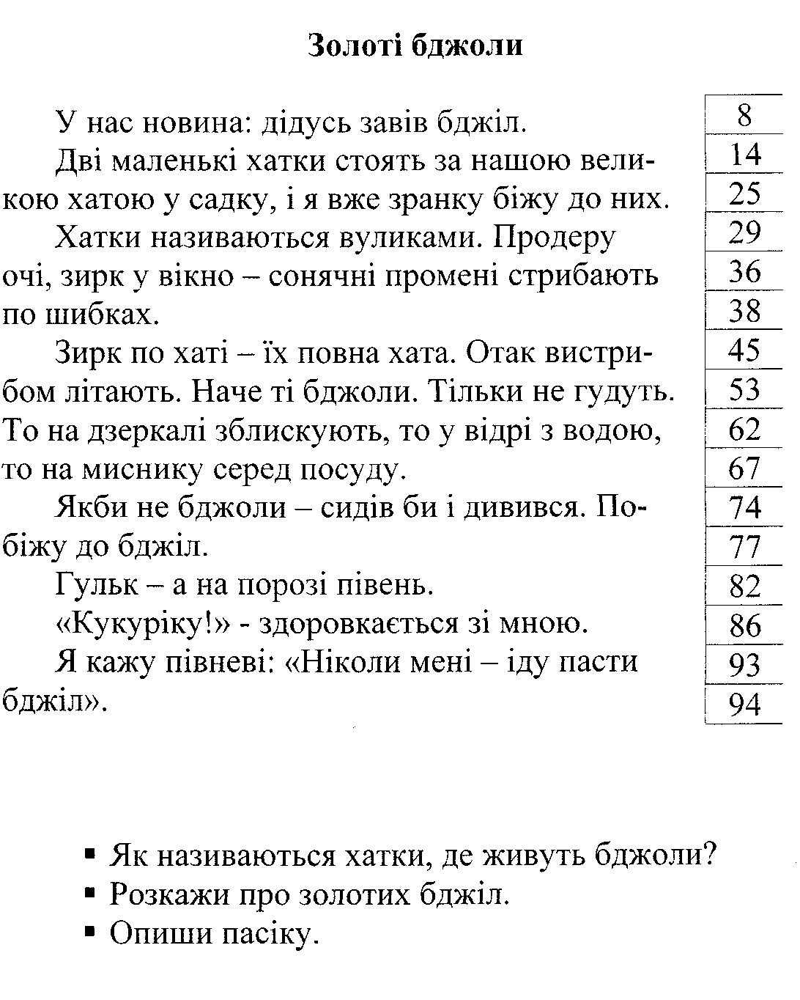 Золоті бджоли
У нас новина: дідусь завів бджіл. 8
Дві маленькі хатки стоять за нашою вели- 14
кою хатою у садку, і я вже зранку біжу до них. 25
Хатки називаються вуликами. Продеру 29
очі, зирк у вікно – сонячні промені стрибають 36
по шибках. 38
Зирк по хаті – їх повна хата. Отак вистри- 45
бом літають. Наче ті бджоли. Тільки не гудуть. 53
То на дзеркалі зблискують, то у відрі з водою, 62
то на миснику серед посуду. 67
Якби не бджоли – сидів би і дивився. По- 74
біжу до бджіл. 77
Гульк – а на порозі півень. 82
«Кукуріку!» - здоровкається зі мною. 86
Я кажу півневі: «Ніколи мені – іду пасти 93
бджіл». 94
▪ Як називаються хатки, де живуть бджоли?
▪ Розкажи про золотих бджіл.
▪ Опиши пасіку.